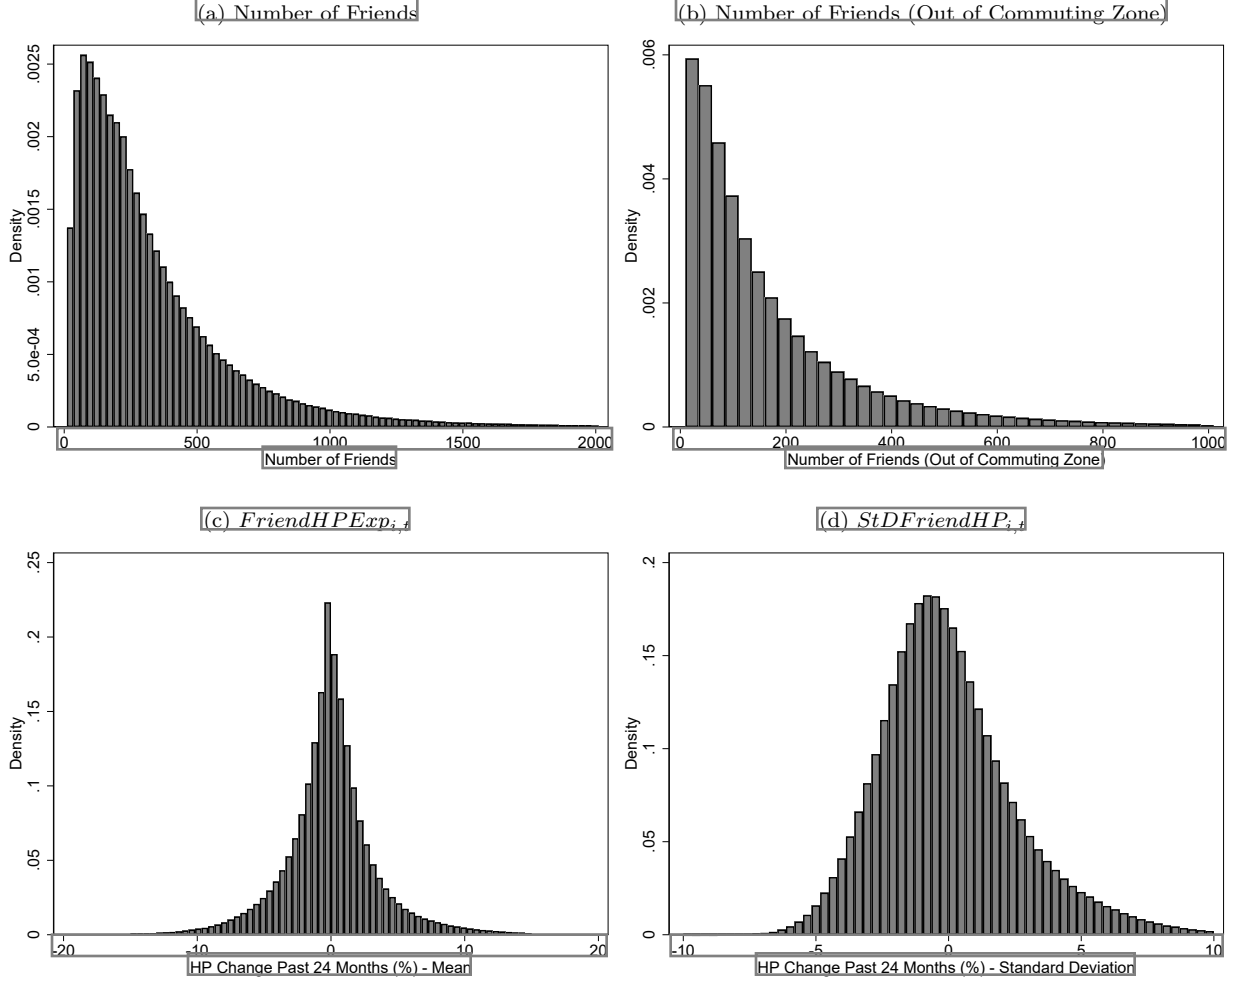 (a) Number of Friends
.0025
.002
.0015
.001
5.0e-04
0
Density
0 500 1000 1500 2000
Number of Friends
(b) Number of Friends (Out of Commuting Zone)
.006
.004
.002
0
Density
0 200 400 600 800 1000
Number of Friends (Out of Commuting Zone)
(c) FriendHPExp_{i,t}
.25
.2
.15
.1
.05
0
Density
-20 -10 0 10 20
HP Change Past 24 Months (%) - Mean
(d) StDFriendHP_{i,t}
.2
.15
.1
.05
0
Density
-10 -5 0 5 10
HP Change Past 24 Months (%) - Standard Deviation